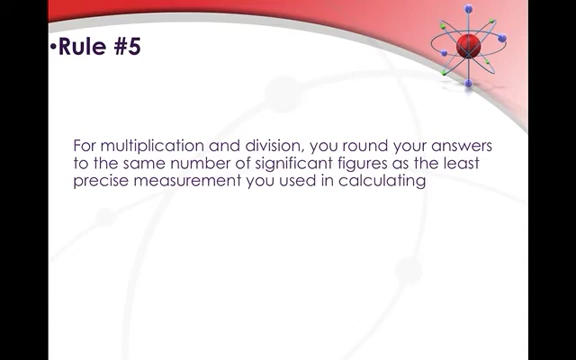 •Rule #5
For multiplication and division, you round your answers
to the same number of significant figures as the least
precise measurement you used in calculating